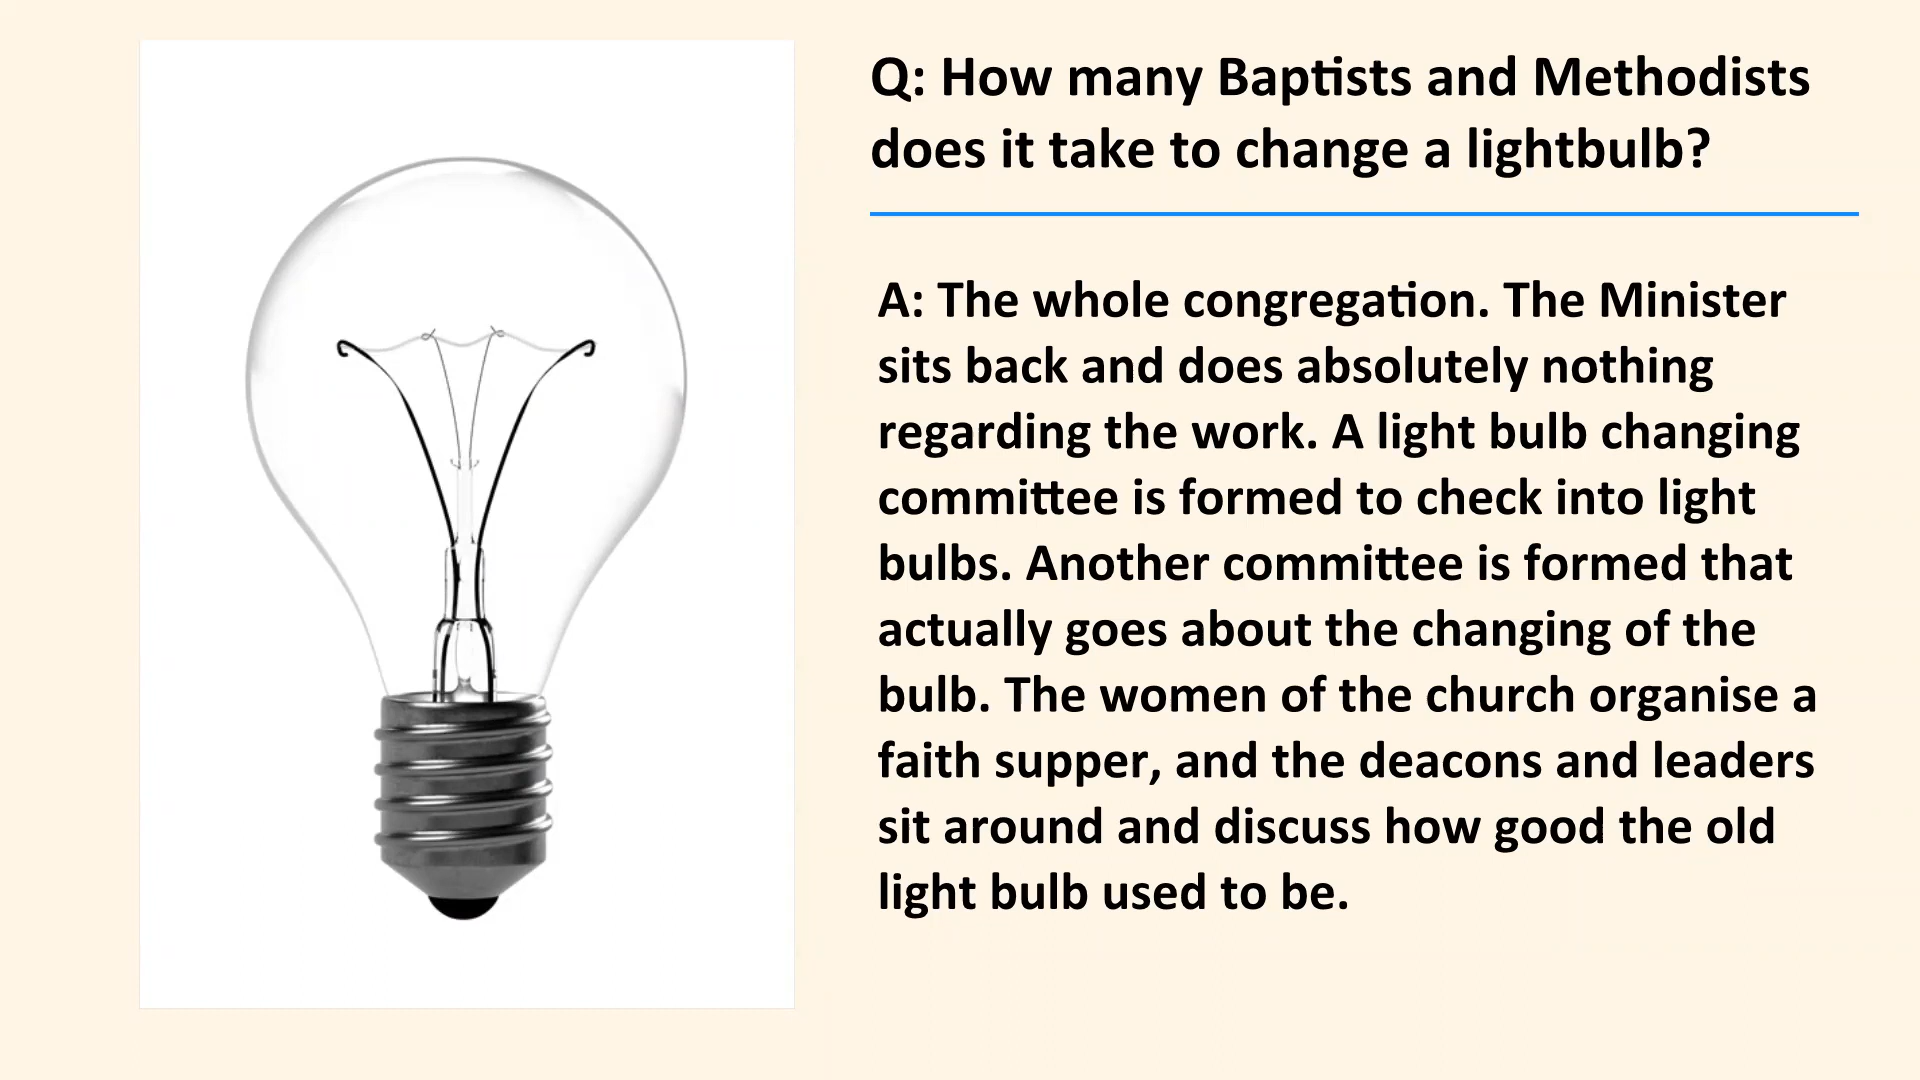 Q: How many Baptists and Methodists
does it take to change a lightbulb?
A: The whole congregation. The Minister
sits back and does absolutely nothing
regarding the work. A light bulb changing
committee is formed to check into light
bulbs. Another committee is formed that
actually goes about the changing of the
bulb. The women of the church organise a
faith supper, and the deacons and leaders
sit around and discuss how good the old
light bulb used to be.